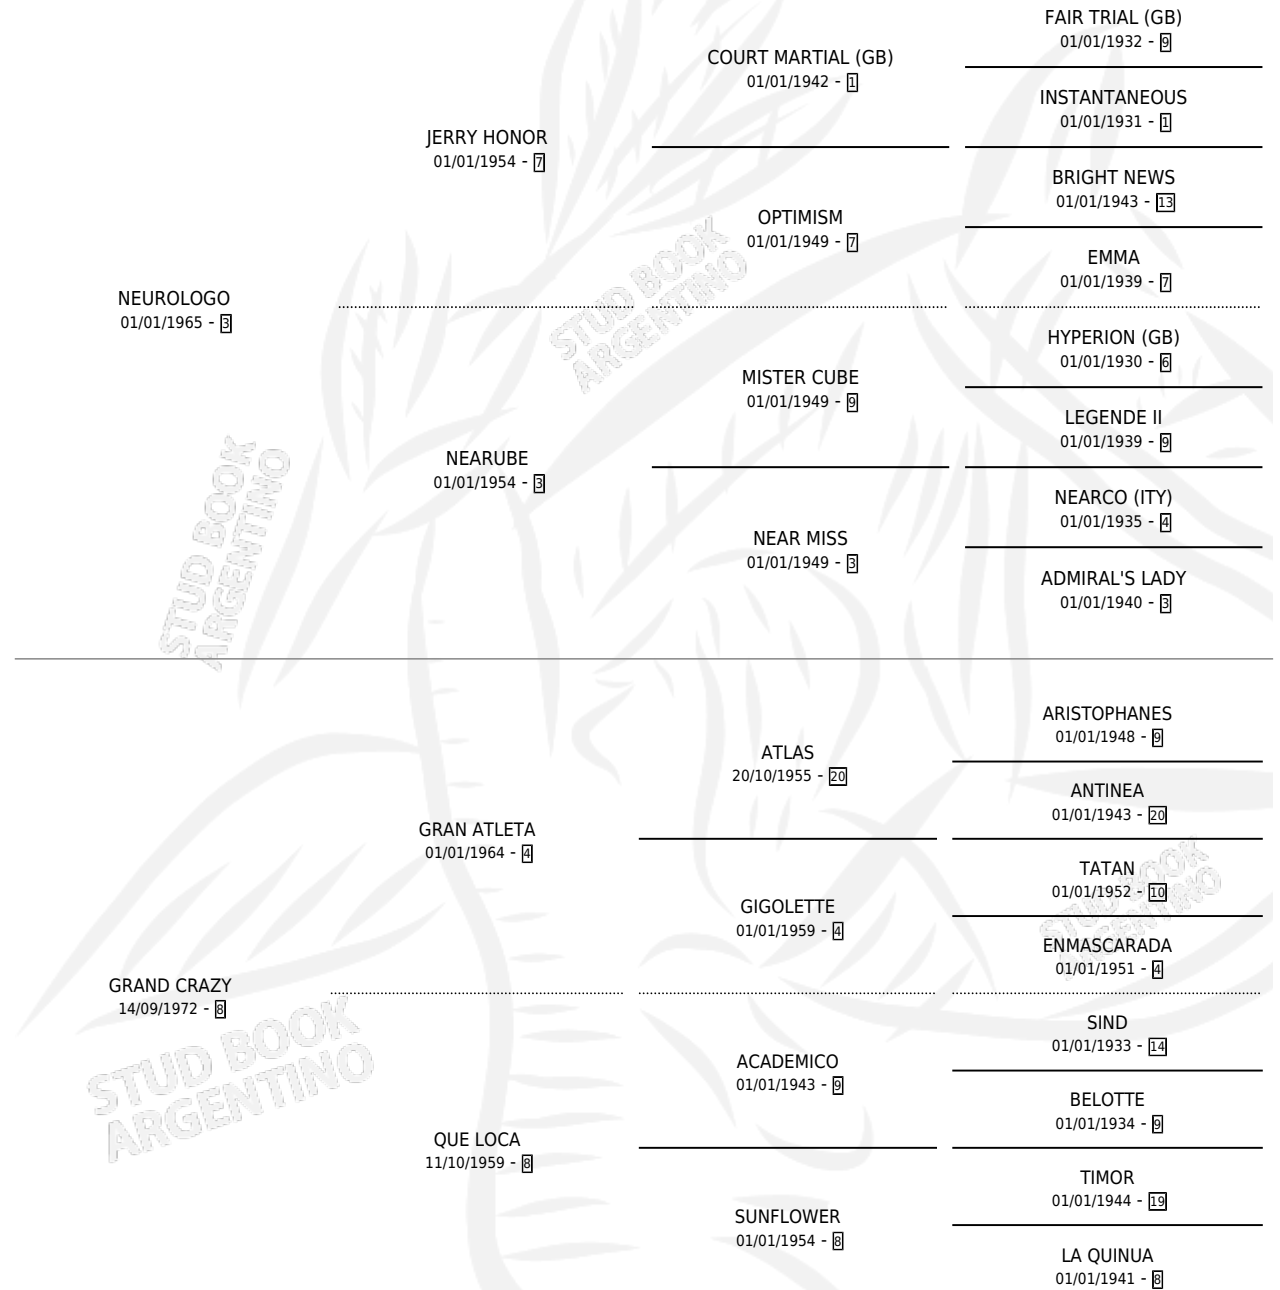 FAIR TRIAL (GB)
01/01/1932 - 9
COURT MARTIAL (GB)
01/01/1942 - 1
INSTANTANEOUS
01/01/1931 - 1
JERRY HONOR
01/01/1954 - 7
BRIGHT NEWS
01/01/1943 - 13
OPTIMISM
01/01/1949 - 7
EMMA
01/01/1939 - 7
NEUROLOGO
01/01/1965 - 3
HYPERION (GB)
01/01/1930 - 6
MISTER CUBE
01/01/1949 - 9
LEGENDE II
01/01/1939 - 9
NEARUBE
01/01/1954 - 3
NEARCO (ITY)
01/01/1935 - 4
NEAR MISS
01/01/1949 - 3
ADMIRAL'S LADY
01/01/1940 - 3
STUD BOOK
ARGENTINO
STUD BOOK
ARGENTINO
ARISTOPHANES
01/01/1948 - 9
ATLAS
20/10/1955 - 20
ANTINEA
01/01/1943 - 20
GRAN ATLETA
01/01/1964 - 4
TATAN
01/01/1952 - 10
GIGOLETTE
01/01/1959 - 4
ENMASCARADA
01/01/1951 - 4
GRAND CRAZY
14/09/1972 - 8
SIND
01/01/1933 - 14
ACADEMICO
01/01/1943 - 9
BELOTTE
01/01/1934 - 9
QUE LOCA
11/10/1959 - 8
TIMOR
01/01/1944 - 19
SUNFLOWER
01/01/1954 - 8
LA QUINUA
01/01/1941 - 8
STUD BOOK
ARGENTINO
STUD BOOK
ARGENTINO